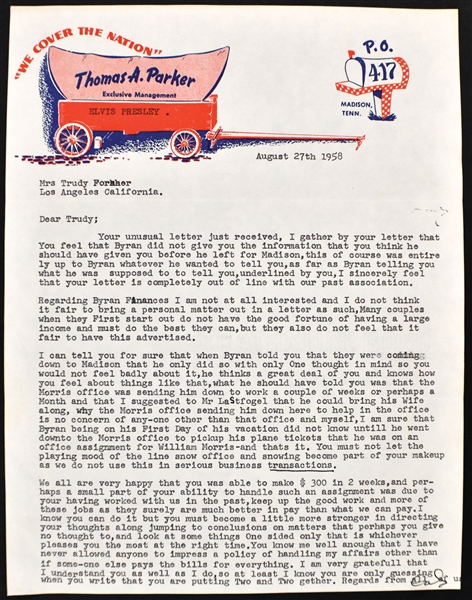 "WE COVER THE NATION"
Thomas A. Parker
Exclusive Management
ELVIS PRESLEY .
P.O.
417
MADISON,
TENN.
August 27th 1958
Mrs Trudy Forhher
Los Angeles California.
Dear Trudy;
Your unusual letter just received, I gather by your letter that
You feel that Byran did not give you the information that you think he
should have given you before he left for Madison,this of course was entire
ly up to Byran whatever he wanted to tell you,as far as Byran telling you
what he was supposed to to tell you,underlined by you,I sincerely feel
that your letter is completely out of line with our past association.
Regarding Byran Finances I am not at all interested and I do not think
it fair to bring a personal matter out in a letter as such,Many couples
when they First start out do not have the good fortune of having a large
income and must do the best they can,but they also do not feel that it
fair to have this advertised.
I can tell you for sure that when Byran told you that they were coming
down to Madison that he only did so with only One thought in mind so you
would not feel badly about it,he thinks a great deal of you and knows how
you feel about things like that,what he should have told you was that the
Morris office was sending him down to work a couple of weeks or perhaps a
Month and that I suggested to Mr Lastfogel that he could bring his Wife
along, why the Morris office sending him down here to help in the office
is no concern of any-one other than that office and myself,I am sure that
Byran being on his First Day of his vacation did not know untill he went
downto the Morris office to pickup his plane tickets that he was on an
office assignment for William Morris-and thats it. You must not let the
playing mood of the line snow office and snowing become part of your makeup
as we do not use this in serious business transactions.
We all are very happy that you was able to make $ 300 in 2 weeks,and per-
haps a small part of your ability to handle such an assignment was due to
your having worked with us in the past,keep up the good work and more of
these jobs as they surely are much better in pay than what we can pay.I
know you can do it but you must become a little more stronger in directing
your thoughts along jumping to conclusions on matters that perhaps you give
no thought to,and look at some things One sided only that is whichever
pleases you the most at the right time,You know me well anough that I have
never allowed anyone to impress a policy of handling my affairs other than
if some-one else pays the bills for everything. I am very gratefull that
I understand you as well as I do,so at least I know you are only guessing
when you write that you are putting Two and Two gether. Regards from all of us